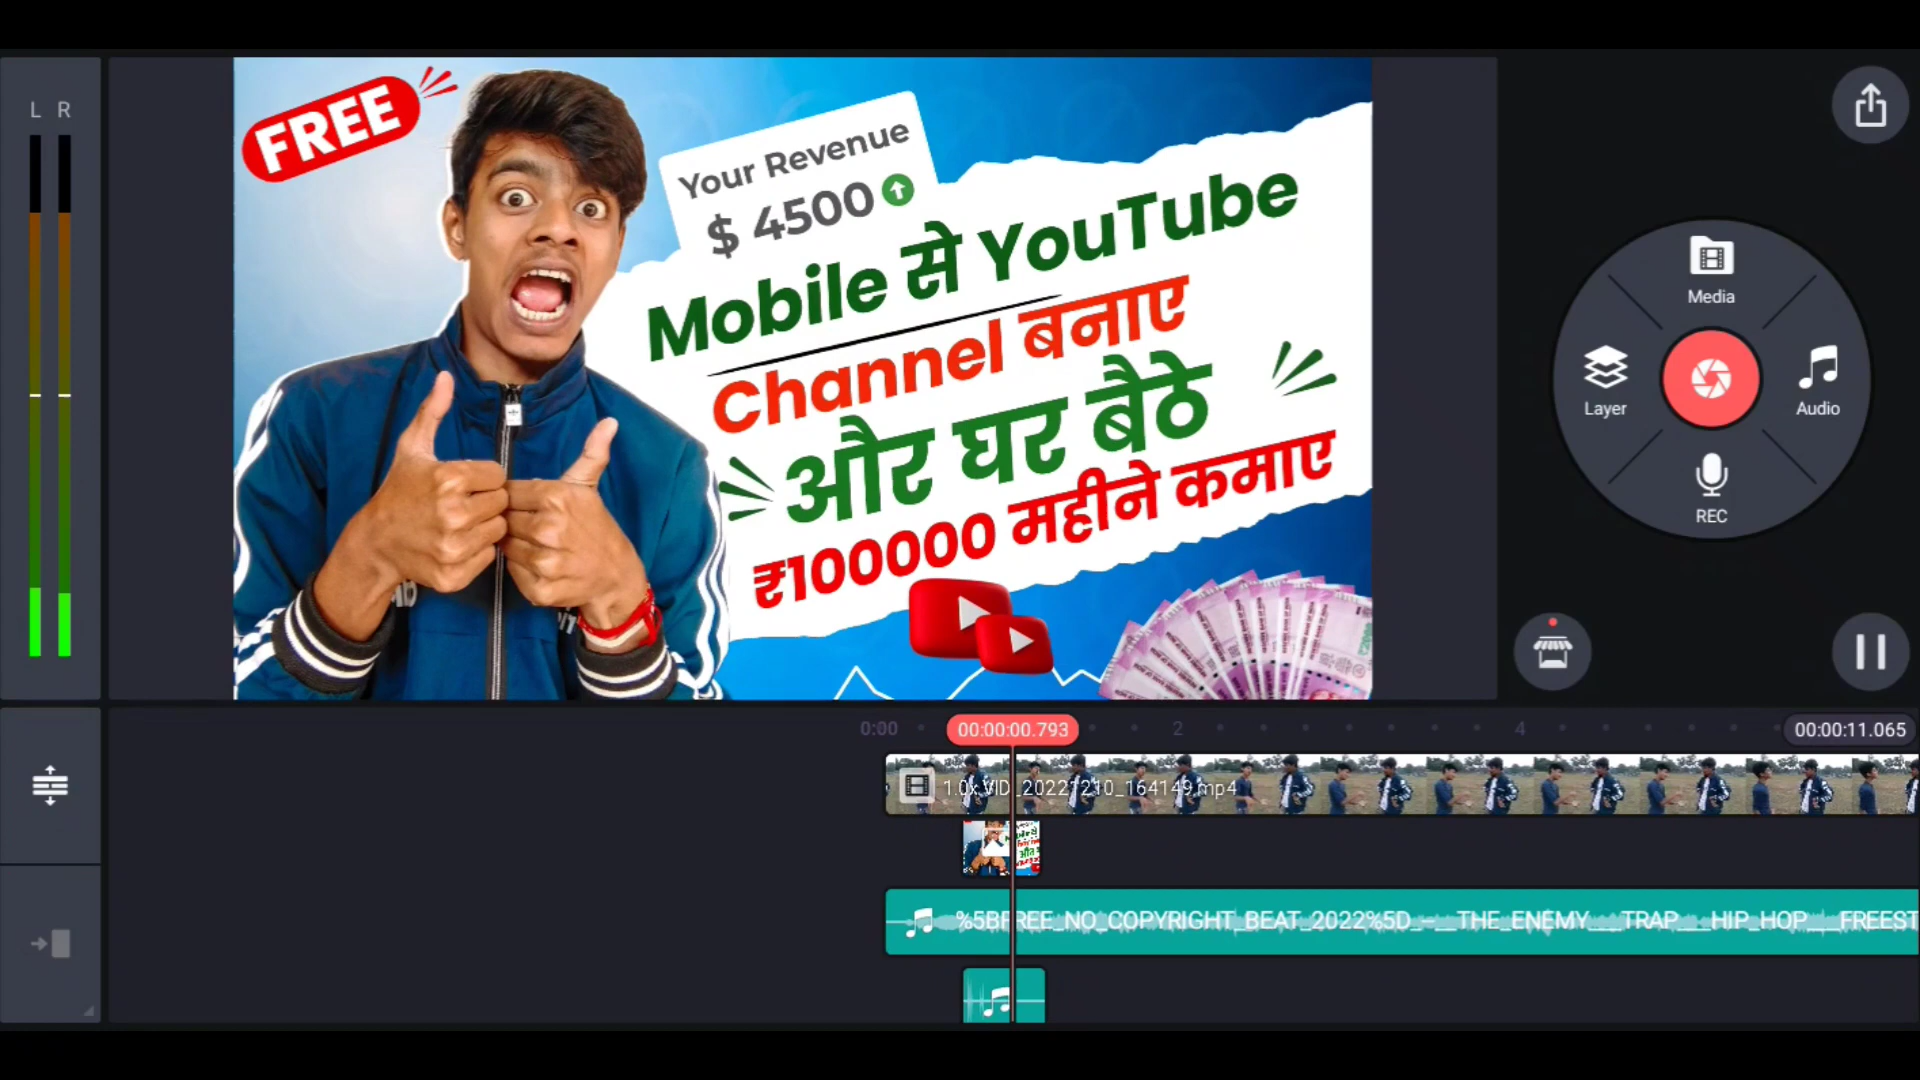 L R
FREE
Your Revenue
$ 4500
Mobile से YouTube
Channel बनाए
और घर बैठे
₹100000 महीने कमाए
Media
Layer
Audio
REC
0:00
00:00:00.793
2
4
00:00:11.065
1.0x VID_20221210_164149.mp4
%5BFREE_NO_COPYRIGHT_BEAT_2022%5D_–__THE_ENEMY___TRAP___HIP_HOP___FREEST